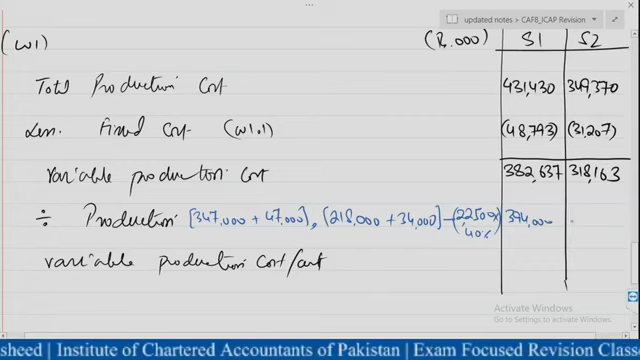 updated notes > CAF8_ICAP Revision
(W1) (R.000) S1 S2
Total Production Cost 431,430 349,370
Less. Fixed Cost (W1.1) (48,793) (31,207)
Variable production Cost 382,637 318,163
÷ Production [347,000 + 47,000], (218,000 + 34,000] - (22500 x 40%) 394,000
Variable production Cost/unit
Activate Windows
Go to Settings to activate Windows.
sheed | Institute of Chartered Accountants of Pakistan | Exam Focused Revision Class